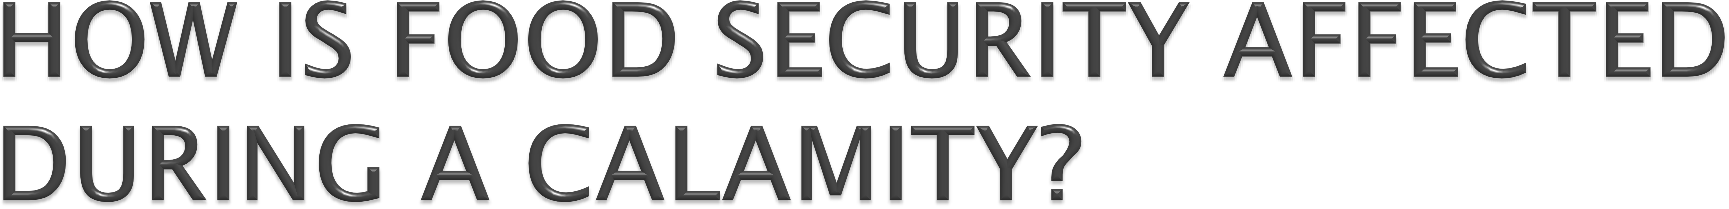 HOW IS FOOD SECURITY AFFECTED
DURING A CALAMITY?